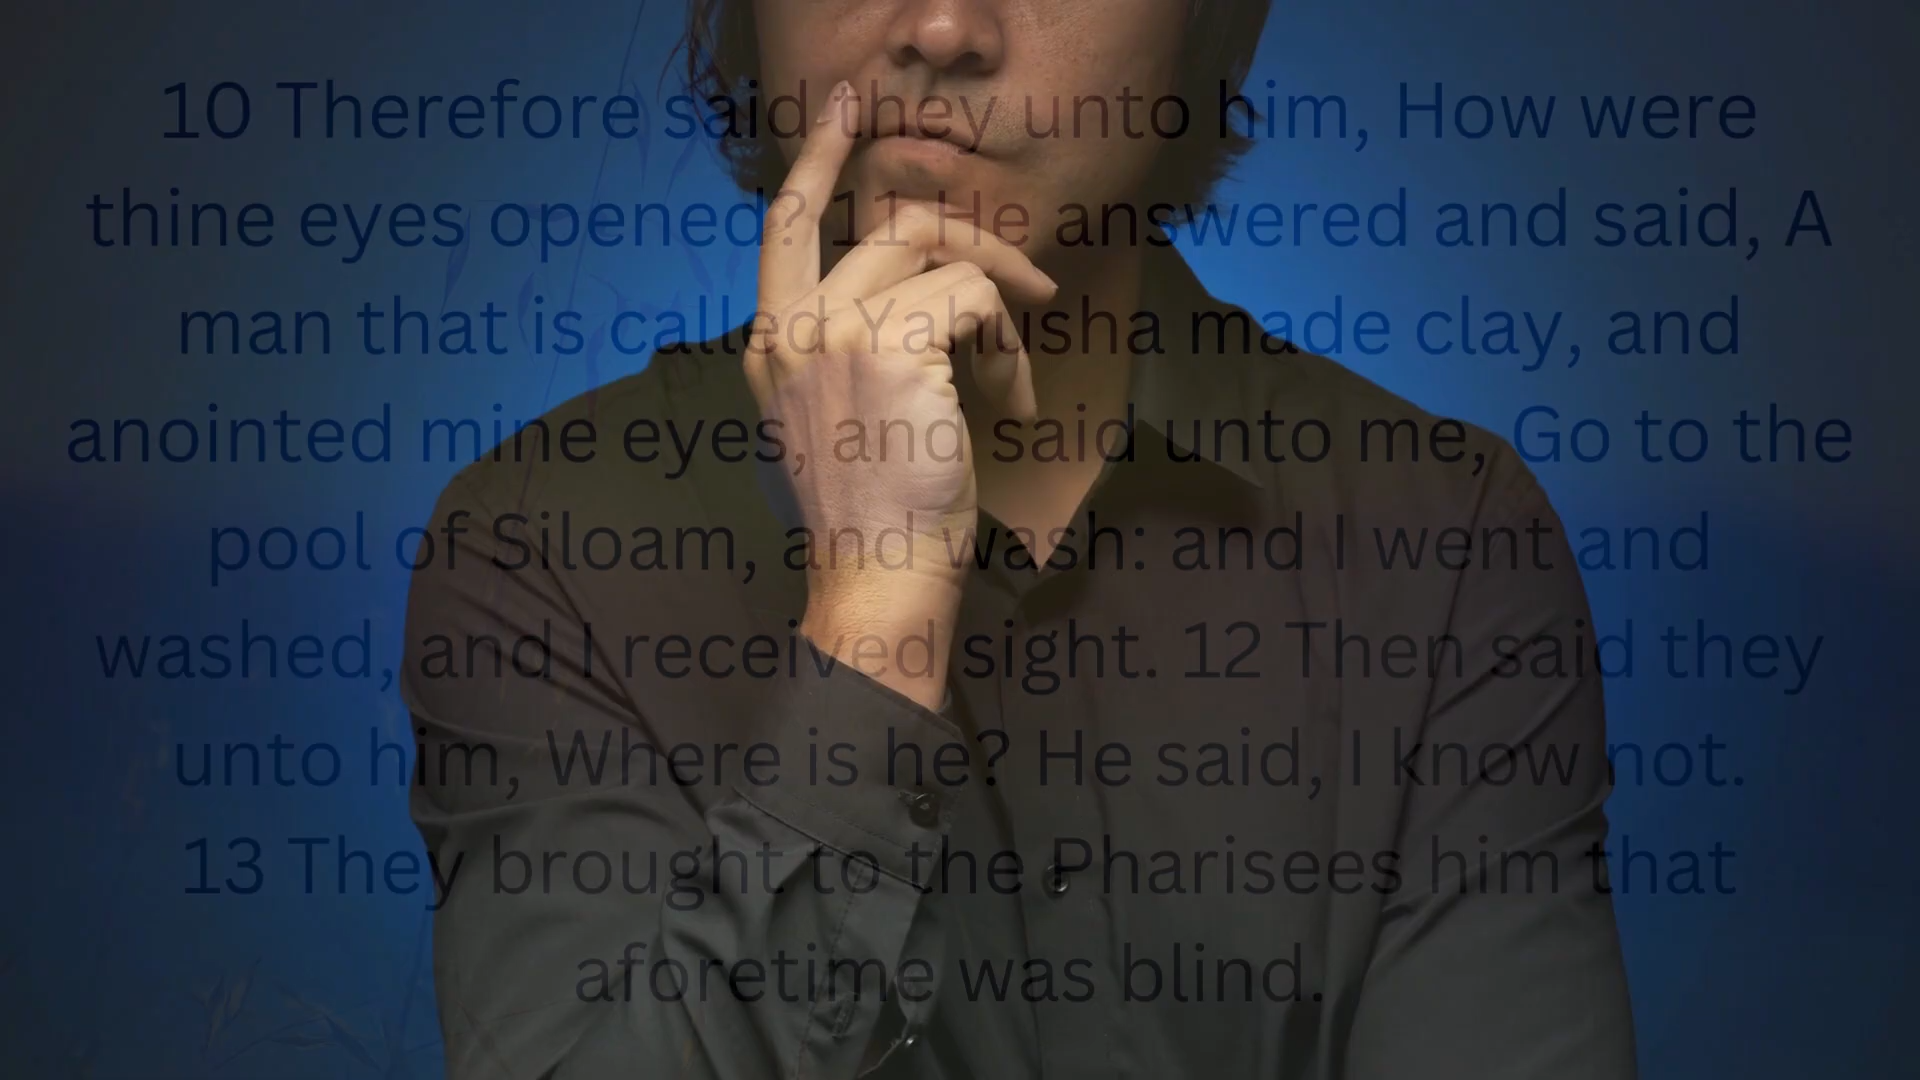 10 Therefore said they unto him, How were
thine eyes opened? 11 He answered and said, A
man that is called Yahusha made clay, and
anointed mine eyes, and said unto me, Go to the
pool of Siloam, and wash: and I went and
washed, and I received sight. 12 Then said they
unto him, Where is he? He said, I know not.
13 They brought to the Pharisees him that
aforetime was blind.